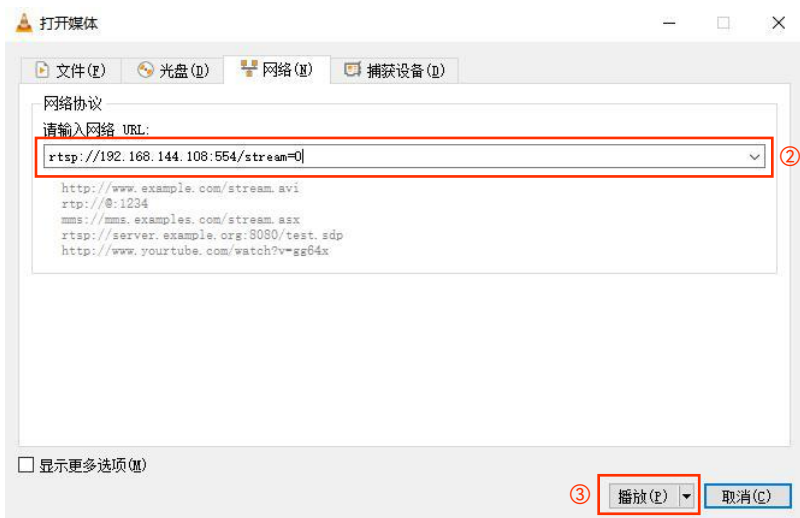 打开媒体
文件(F) 光盘(D) 网络(N) 捕获设备(D)
网络协议
请输入网络 URL:
rtsp://192.168.144.108:554/stream=0
②
http://www.example.com/stream.avi
rtp://@:1234
mms://mms.examples.com/stream.asx
rtsp://server.example.org:8080/test.sdp
http://www.yourtube.com/watch?v=gg64x
显示更多选项(M)
③ 播放(P) 取消(C)